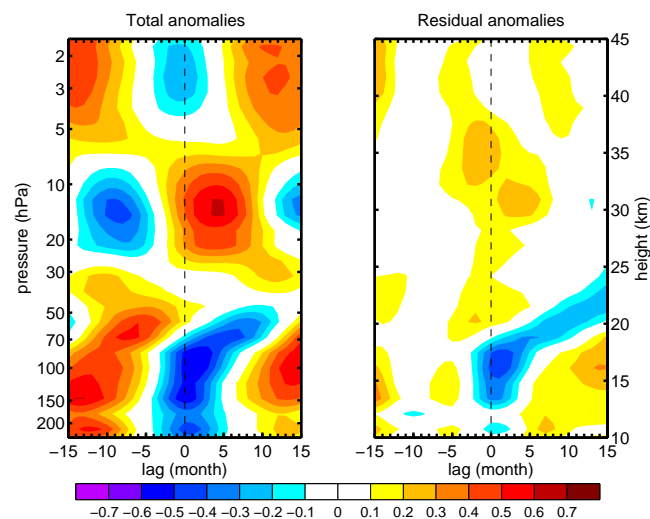 Total anomalies
Residual anomalies
2
3
5
10
20
30
50
70
100
150
200
pressure (hPa)
−15 −10 −5 0 5 10 15
lag (month)
−15 −10 −5 0 5 10 15
lag (month)
45
40
35
30
25
20
15
10
height (km)
−0.7 −0.6 −0.5 −0.4 −0.3 −0.2 −0.1 0 0.1 0.2 0.3 0.4 0.5 0.6 0.7